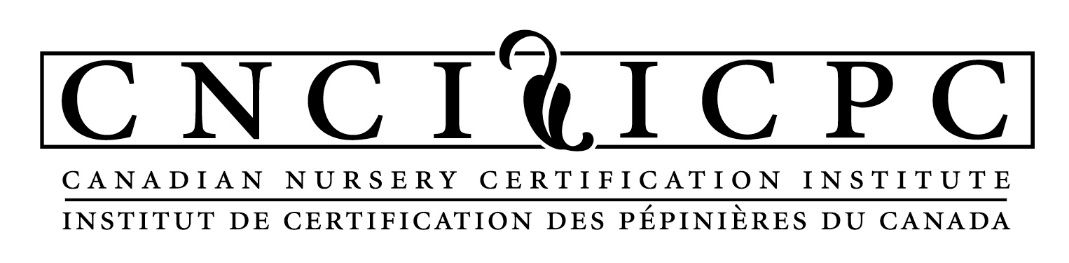 CNCI ICPC
CANADIAN NURSERY CERTIFICATION INSTITUTE
INSTITUT DE CERTIFICATION DES PÉPINIÈRES DU CANADA